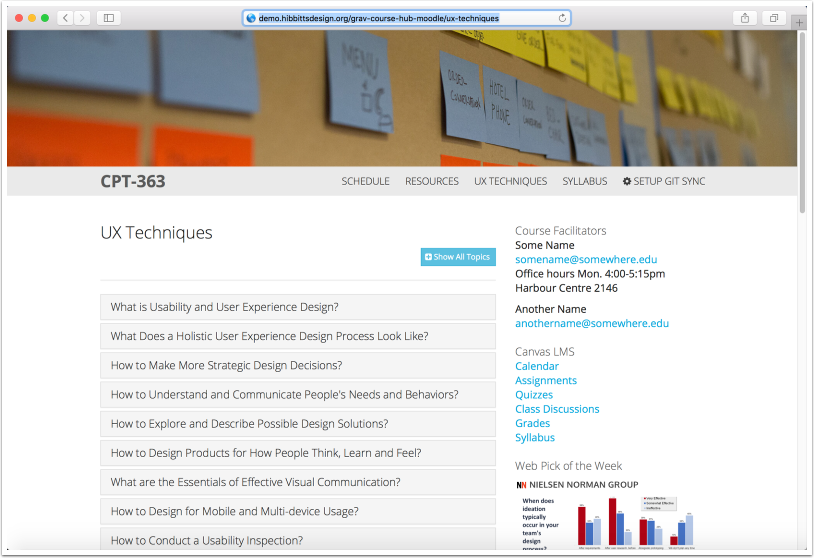 demo.hibbittsdesign.org/grav-course-hub-moodle/ux-techniques
MENU
HOTEL
PHONE
CPT-363
SCHEDULE RESOURCES UX TECHNIQUES SYLLABUS SETUP GIT SYNC
UX Techniques
Show All Topics
What is Usability and User Experience Design?
What Does a Holistic User Experience Design Process Look Like?
How to Make More Strategic Design Decisions?
How to Understand and Communicate People's Needs and Behaviors?
How to Explore and Describe Possible Design Solutions?
How to Design Products for How People Think, Learn and Feel?
What are the Essentials of Effective Visual Communication?
How to Design for Mobile and Multi-device Usage?
How to Conduct a Usability Inspection?
Course Facilitators
Some Name
somename@somewhere.edu
Office hours Mon. 4:00-5:15pm
Harbour Centre 2146
Another Name
anothername@somewhere.edu
Canvas LMS
Calendar
Assignments
Quizzes
Class Discussions
Grades
Syllabus
Web Pick of the Week
NN NIELSEN NORMAN GROUP
When does
ideation
typically
occur in your
team's
design
process?